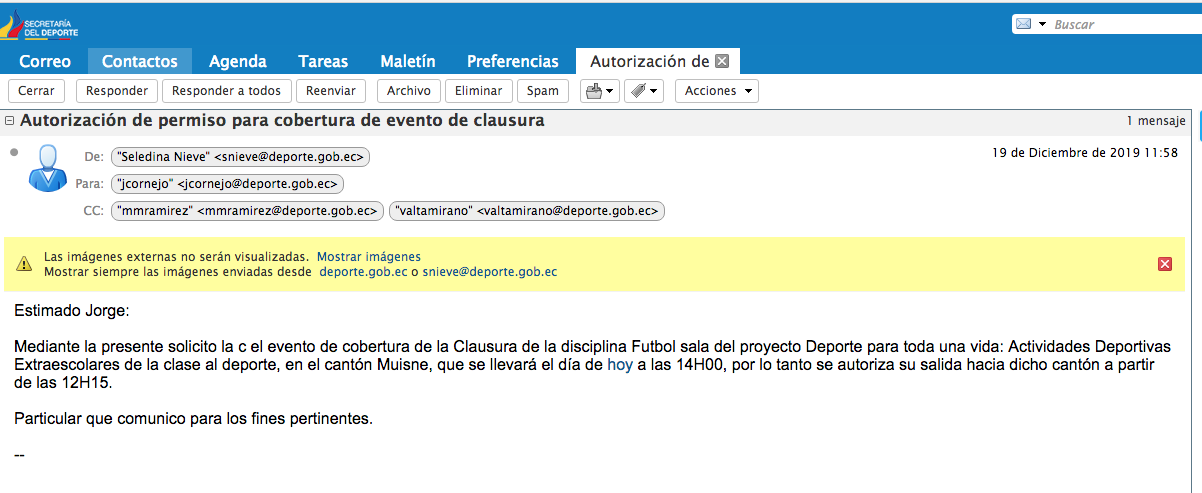 SECRETARÍA
DEL DEPORTE
Buscar
Correo Contactos Agenda Tareas Maletín Preferencias Autorización de
Cerrar Responder Responder a todos Reenviar Archivo Eliminar Spam Acciones
Autorización de permiso para cobertura de evento de clausura 1 mensaje
De: "Seledina Nieve" <snieve@deporte.gob.ec> 19 de Diciembre de 2019 11:58
Para: "jcornejo" <jcornejo@deporte.gob.ec>
CC: "mmramirez" <mmramirez@deporte.gob.ec> "valtamirano" <valtamirano@deporte.gob.ec>
Las imágenes externas no serán visualizadas. Mostrar imágenes
Mostrar siempre las imágenes enviadas desde deporte.gob.ec o snieve@deporte.gob.ec
Estimado Jorge:
Mediante la presente solicito la c el evento de cobertura de la Clausura de la disciplina Futbol sala del proyecto Deporte para toda una vida: Actividades Deportivas
Extraescolares de la clase al deporte, en el cantón Muisne, que se llevará el día de hoy a las 14H00, por lo tanto se autoriza su salida hacia dicho cantón a partir
de las 12H15.
Particular que comunico para los fines pertinentes.
--